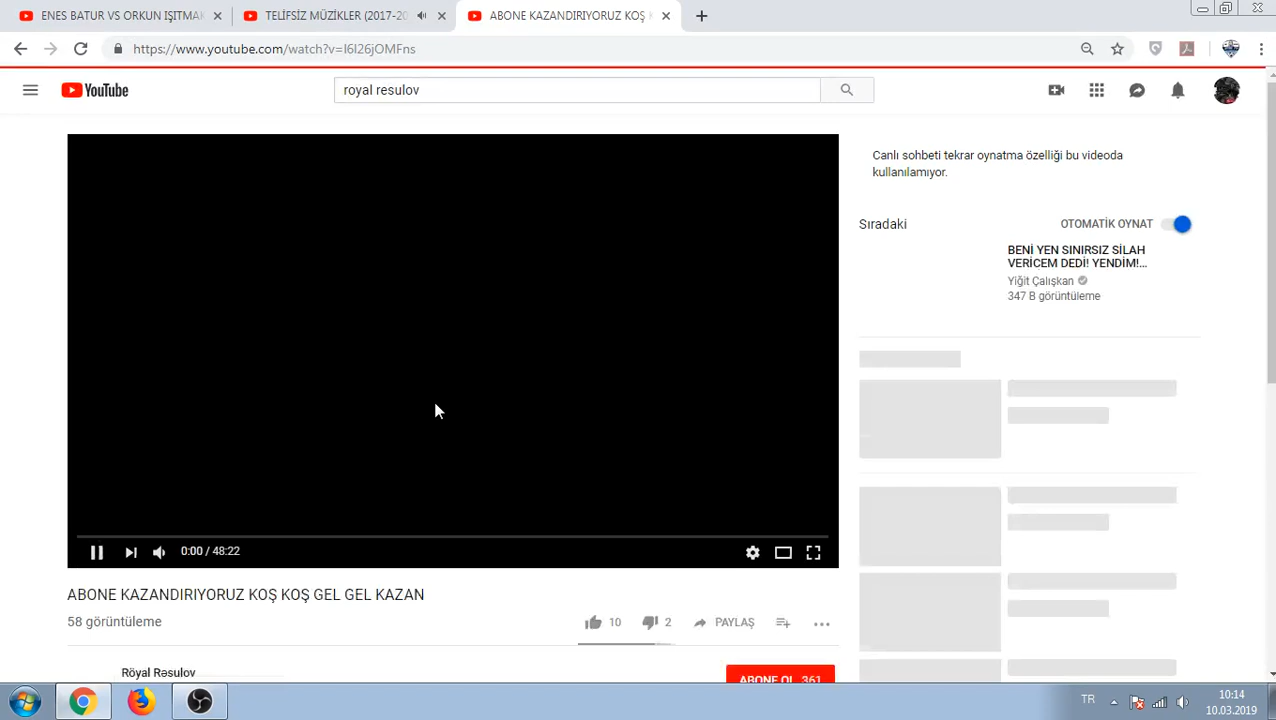 ENES BATUR VS ORKUN IŞITMAK
TELİFSİZ MÜZİKLER (2017-20
ABONE KAZANDIRIYORUZ KOŞ
https://www.youtube.com/watch?v=I6I26jOMFns
YouTube
royal resulov
Canlı sohbeti tekrar oynatma özelliği bu videoda
kullanılamıyor.
Sıradaki
OTOMATİK OYNAT
BENİ YEN SINIRSIZ SİLAH
VERİCEM DEDİ! YENDİM!...
Yiğit Çalışkan
347 B görüntüleme
0:00 / 48:22
ABONE KAZANDIRIYORUZ KOŞ KOŞ GEL GEL KAZAN
58 görüntüleme
10
2
PAYLAŞ
Röyal Rəsulov
ABONE OL 361
TR
10:14
10.03.2019